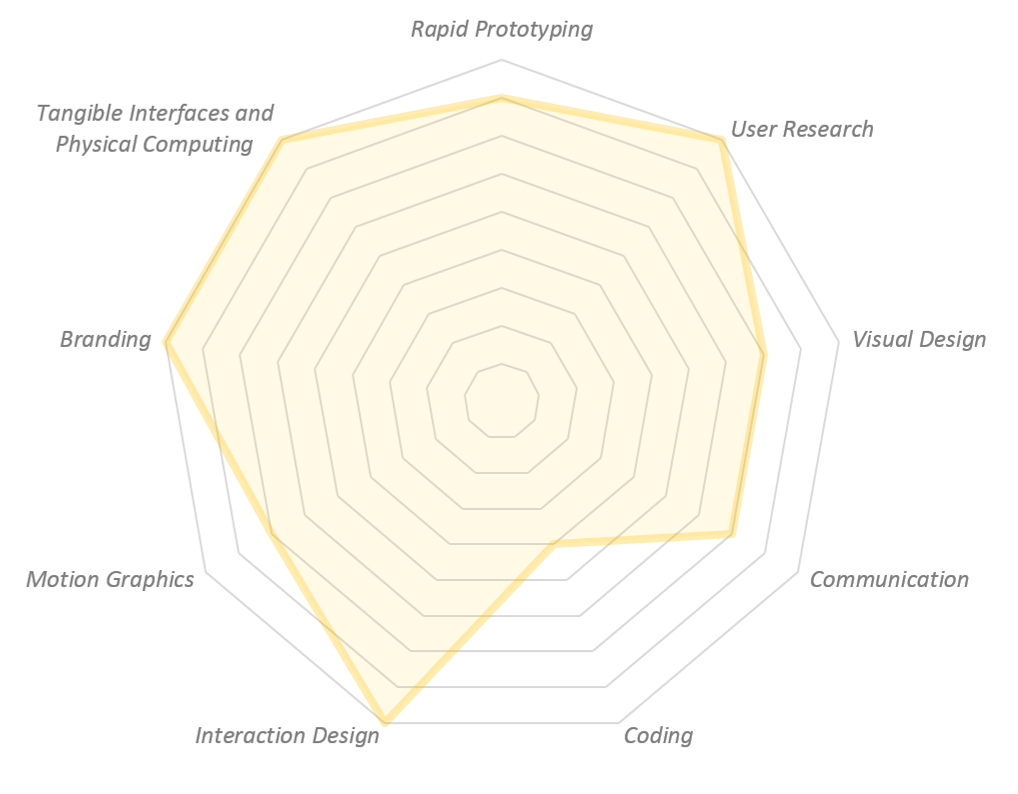 Rapid Prototyping
Tangible Interfaces and
Physical Computing
User Research
Branding
Visual Design
Motion Graphics
Communication
Interaction Design
Coding